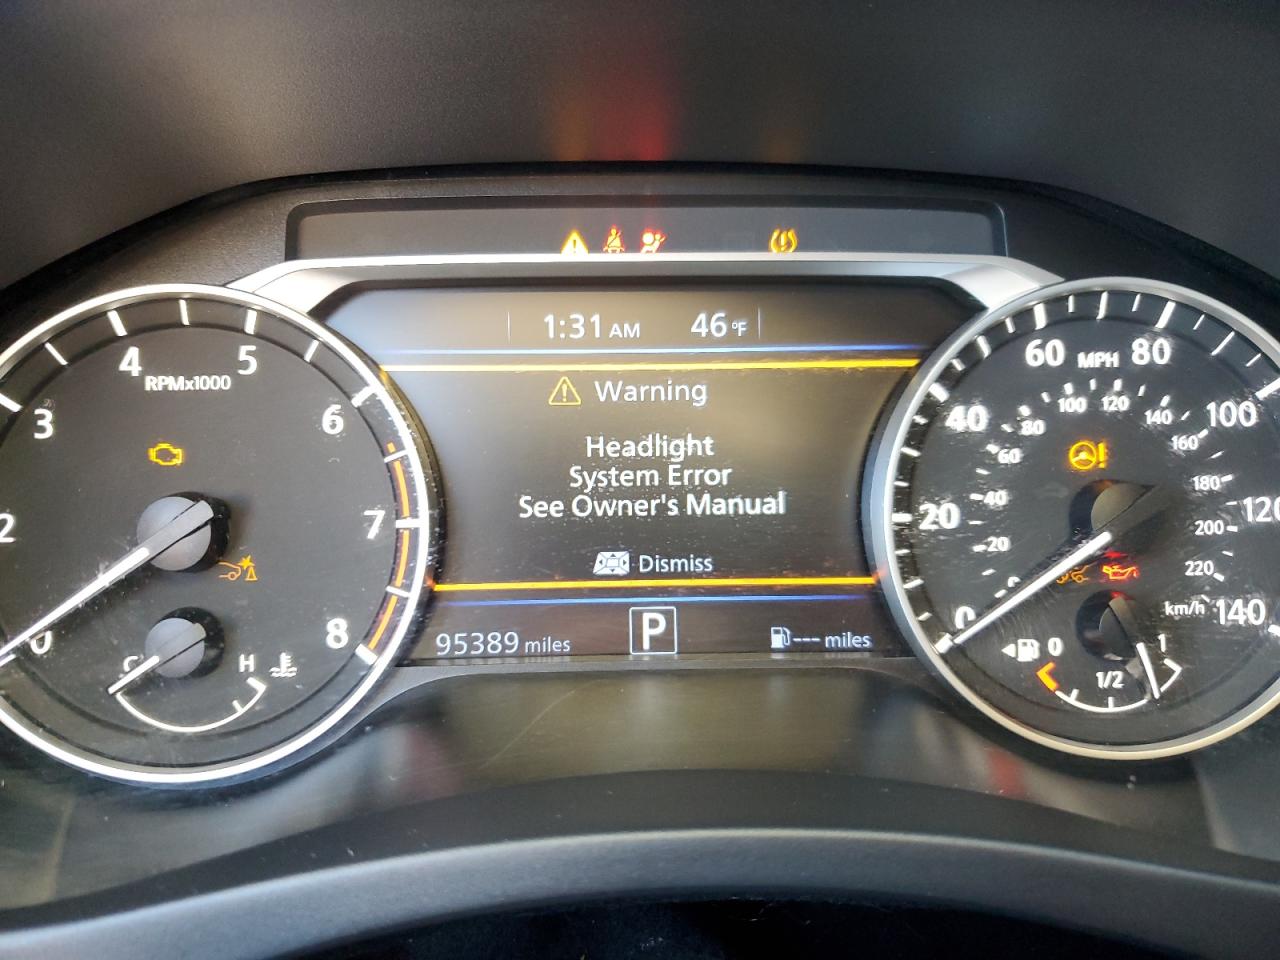 1:31 AM 46°F
Warning
Headlight
System Error
See Owner's Manual
Dismiss
95389 miles P --- miles
0 2 3 4 5 6 7 8
RPMx1000
C H
0 20 40 60 80 100 120 140
MPH
20 40 60 80 100 120 140 160 180 200 220
km/h
0 1/2 1